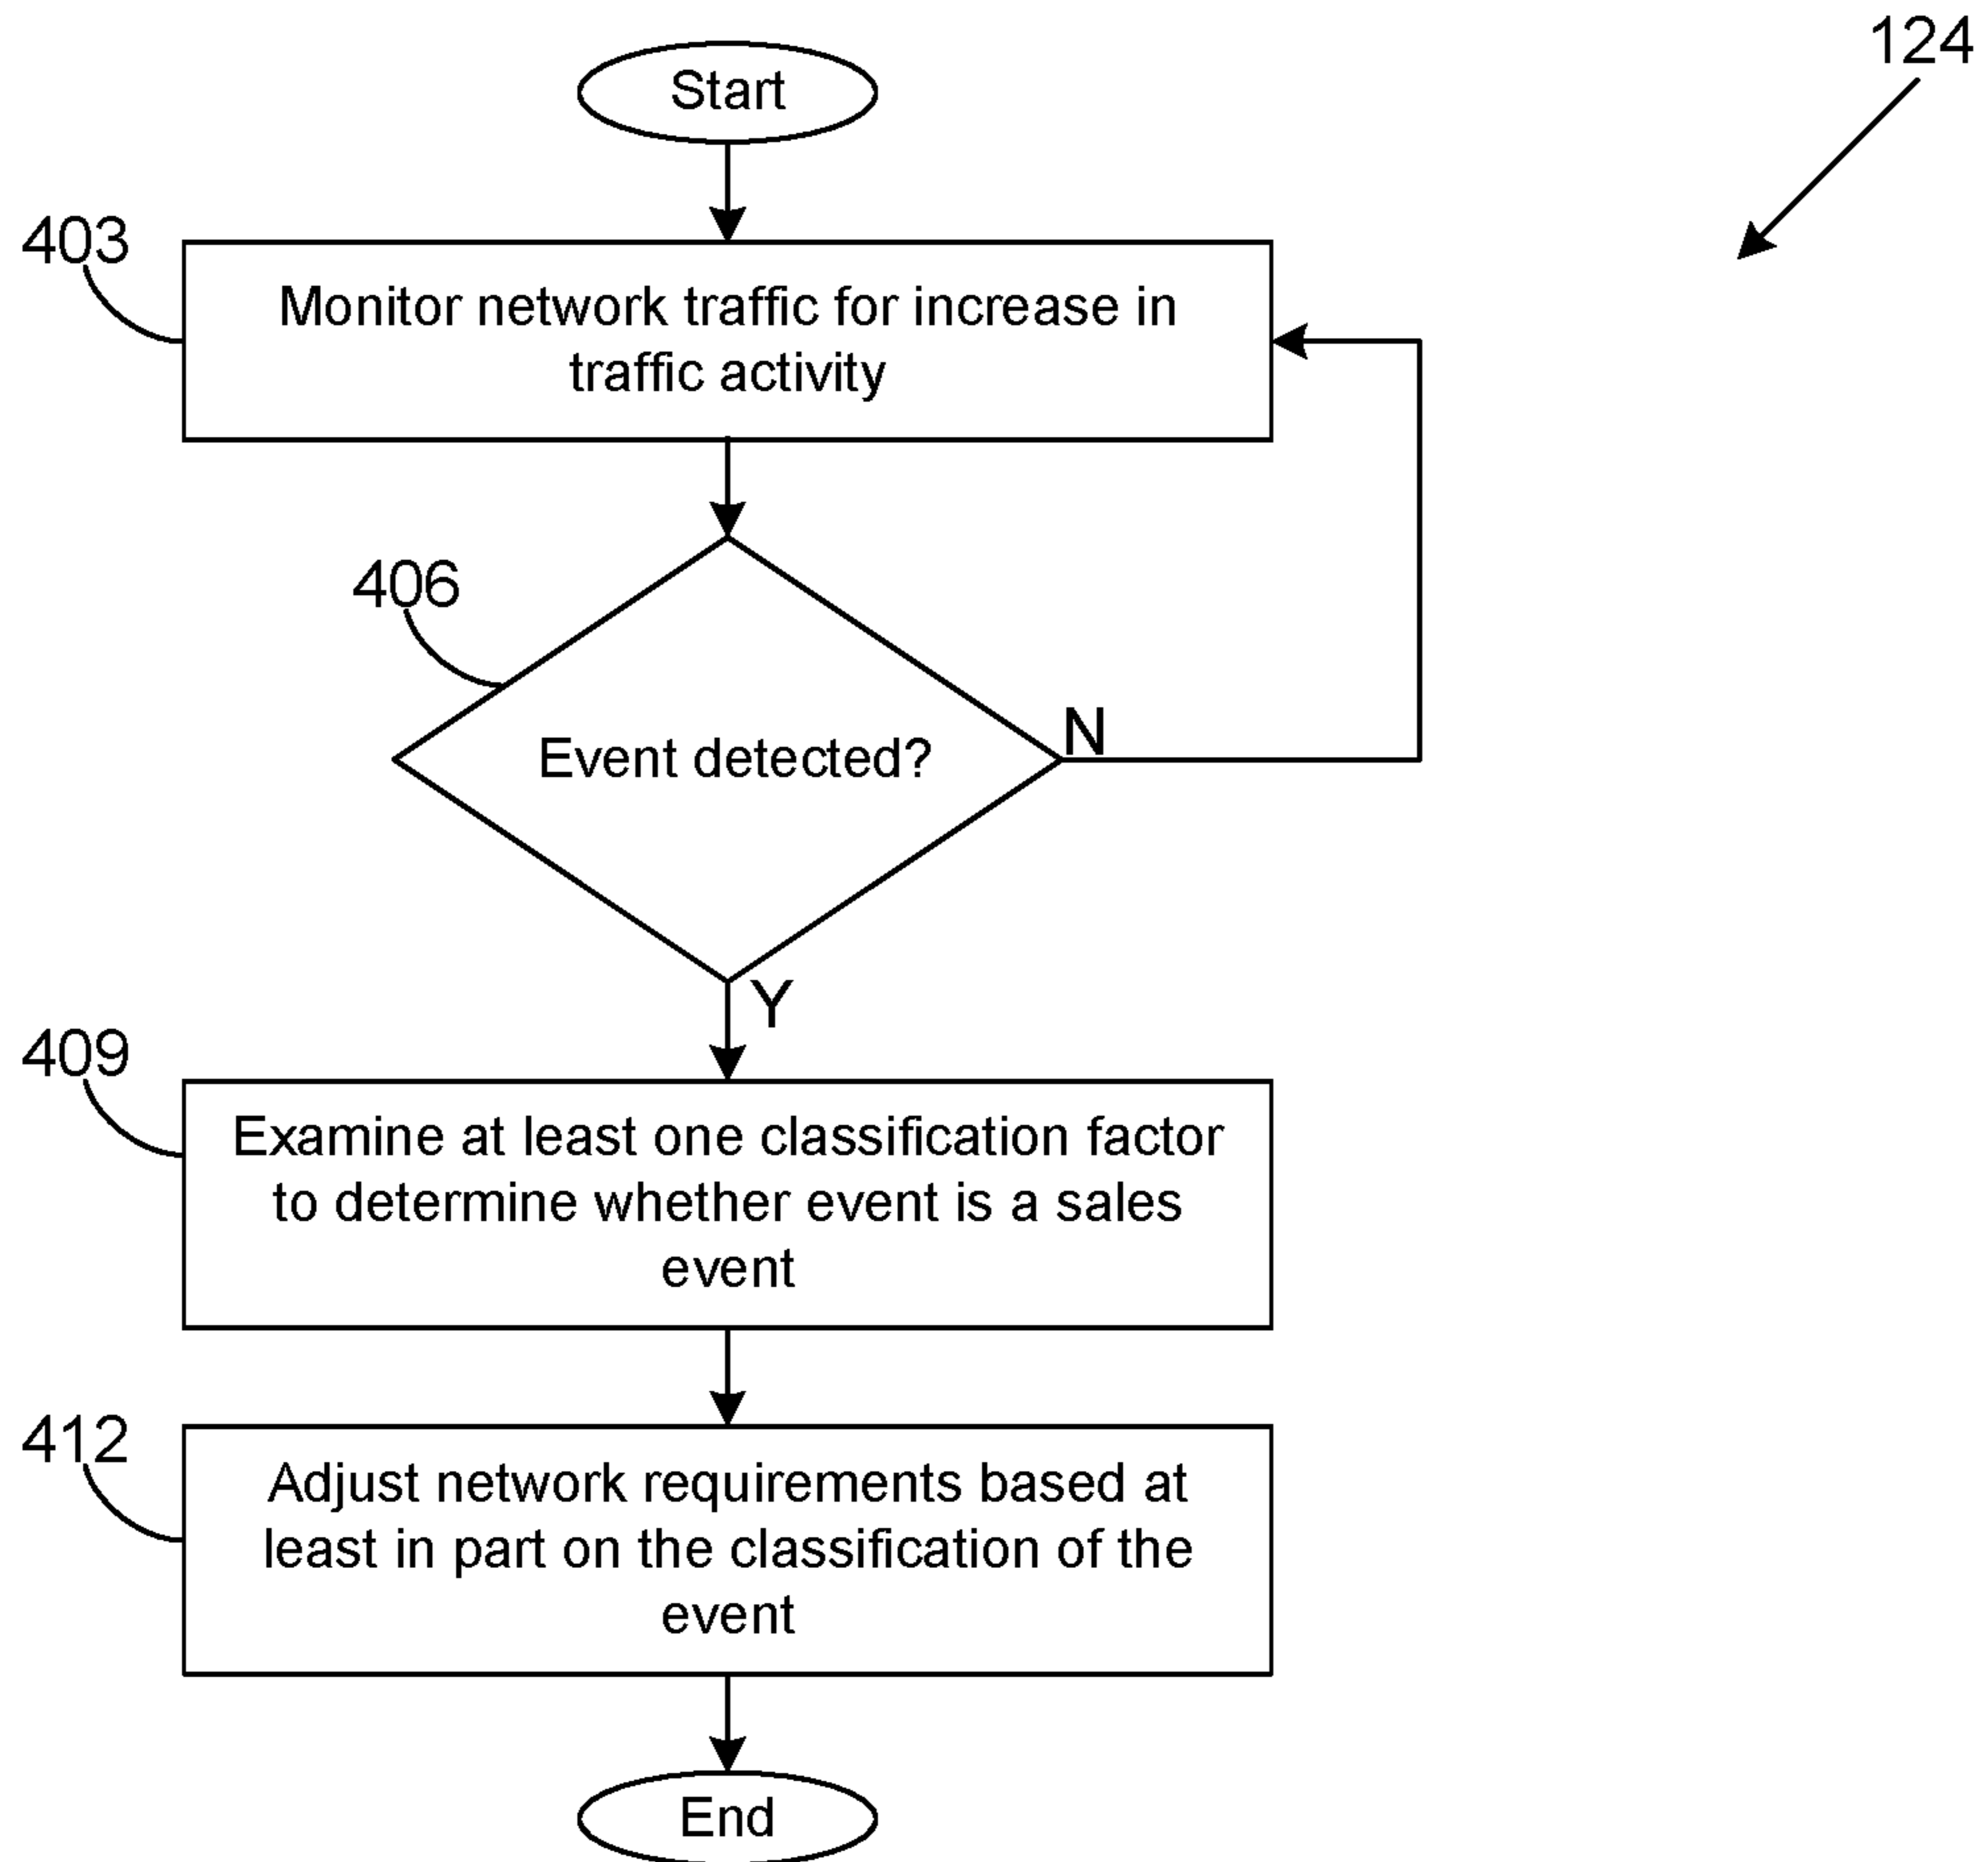 124
Start
403
Monitor network traffic for increase in
traffic activity
406
Event detected?
N
Y
409
Examine at least one classification factor
to determine whether event is a sales
event
412
Adjust network requirements based at
least in part on the classification of the
event
End